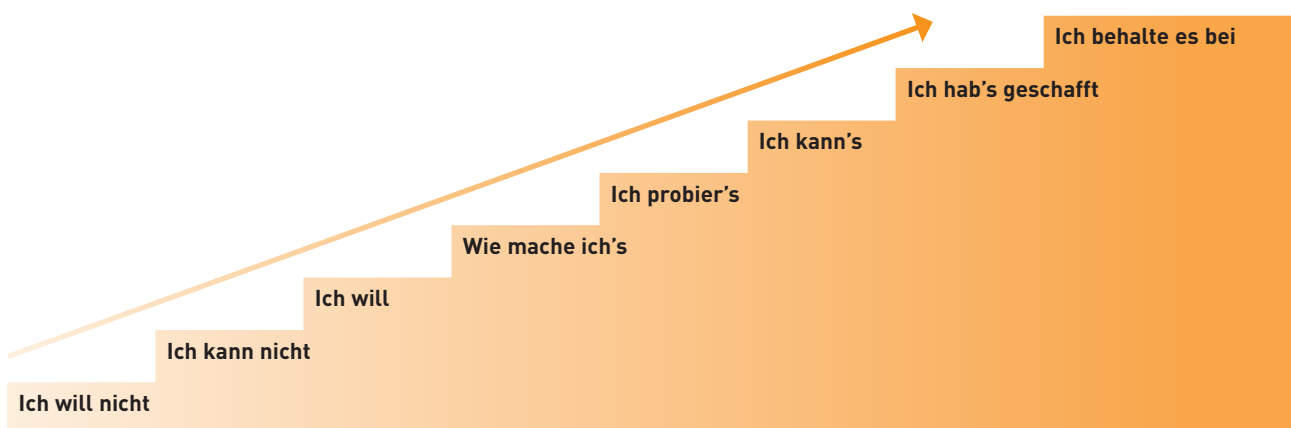 Ich behalte es bei
Ich hab’s geschafft
Ich kann’s
Ich probier’s
Wie mache ich’s
Ich will
Ich kann nicht
Ich will nicht